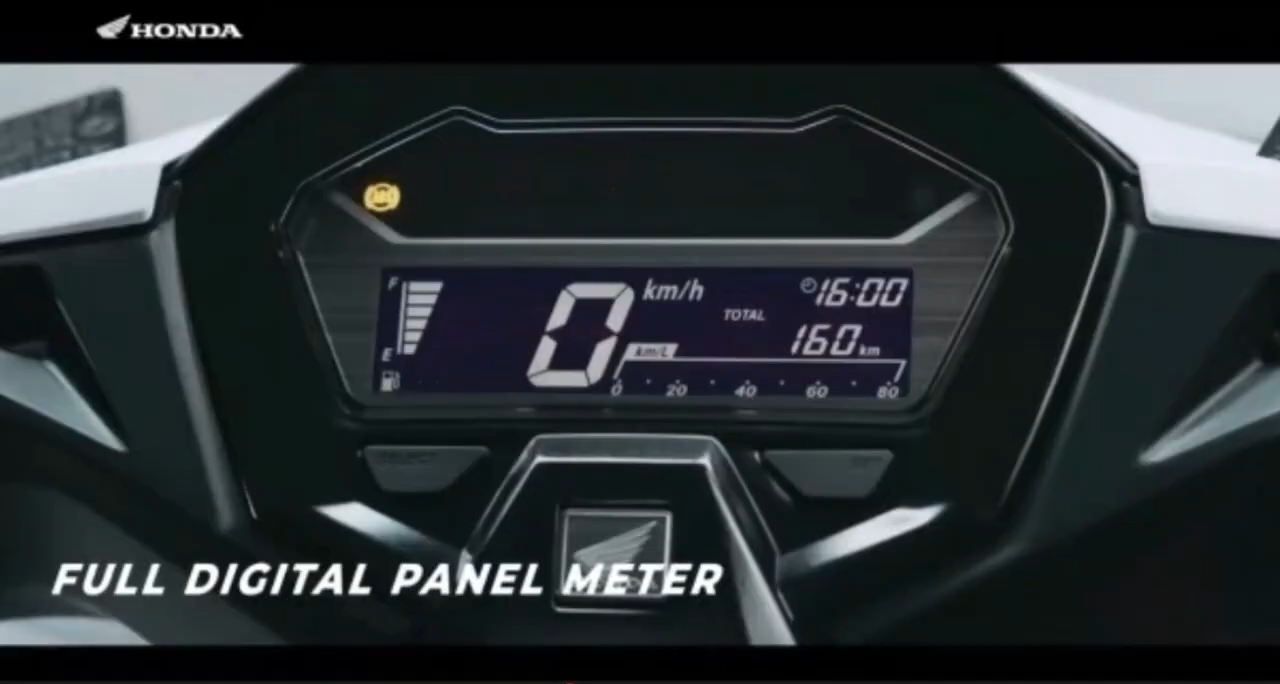 HONDA
F
km/h
16:00
TOTAL
160 km
E
km/L
0 20 40 60 80
FULL DIGITAL PANEL METER